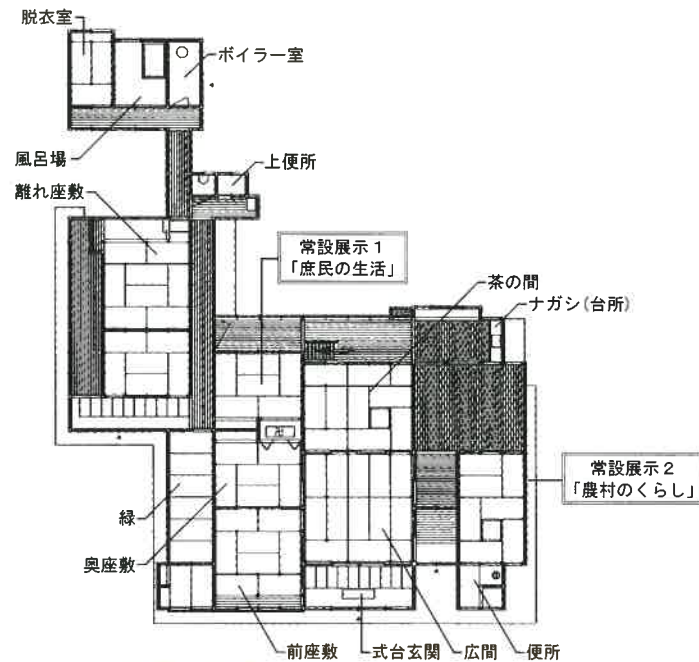 脱衣室
ボイラー室
風呂場
上便所
離れ座敷
常設展示1
「庶民の生活」
茶の間
ナガシ(台所)
常設展示2
「農村のくらし」
緑
奥座敷
前座敷
式台玄関
広間
便所